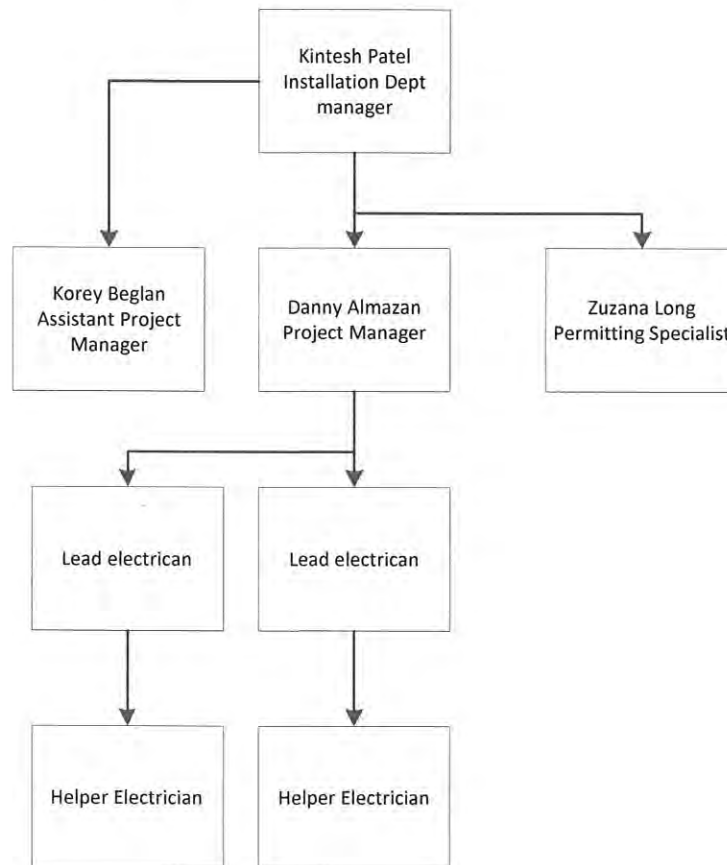 Kintesh Patel
Installation Dept
manager
Korey Beglan
Assistant Project
Manager
Danny Almazan
Project Manager
Zuzana Long
Permitting Specialist
Lead electrican
Lead electrican
Helper Electrician
Helper Electrician